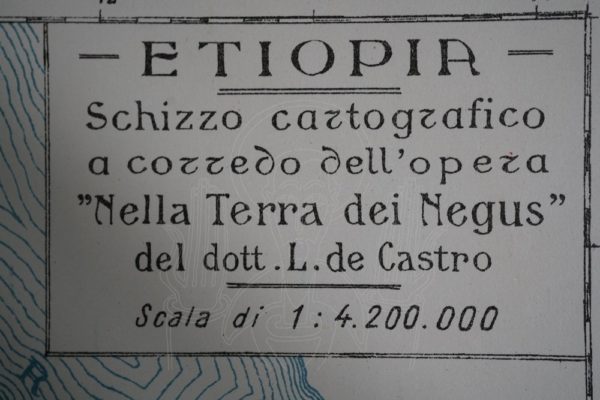 — ETIOPIA —
Schizzo cartografico
a corredo dell'opera
"Nella Terra dei Negus"
del dott. L. de Castro
Scala di 1 : 4.200.000
R